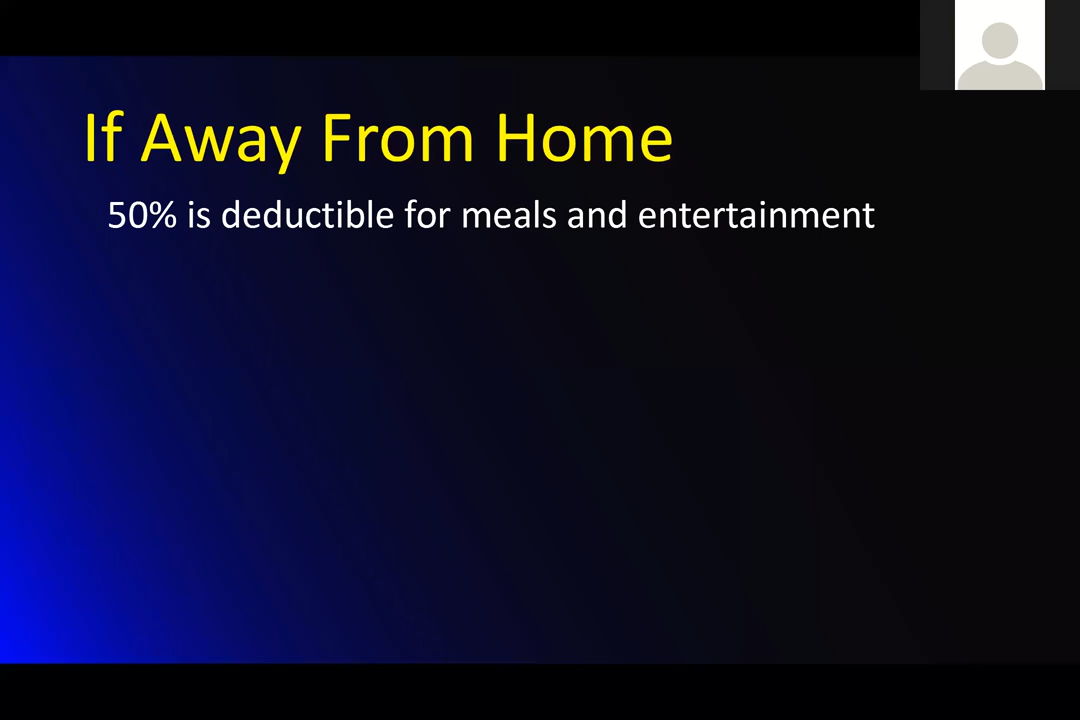 If Away From Home
50% is deductible for meals and entertainment